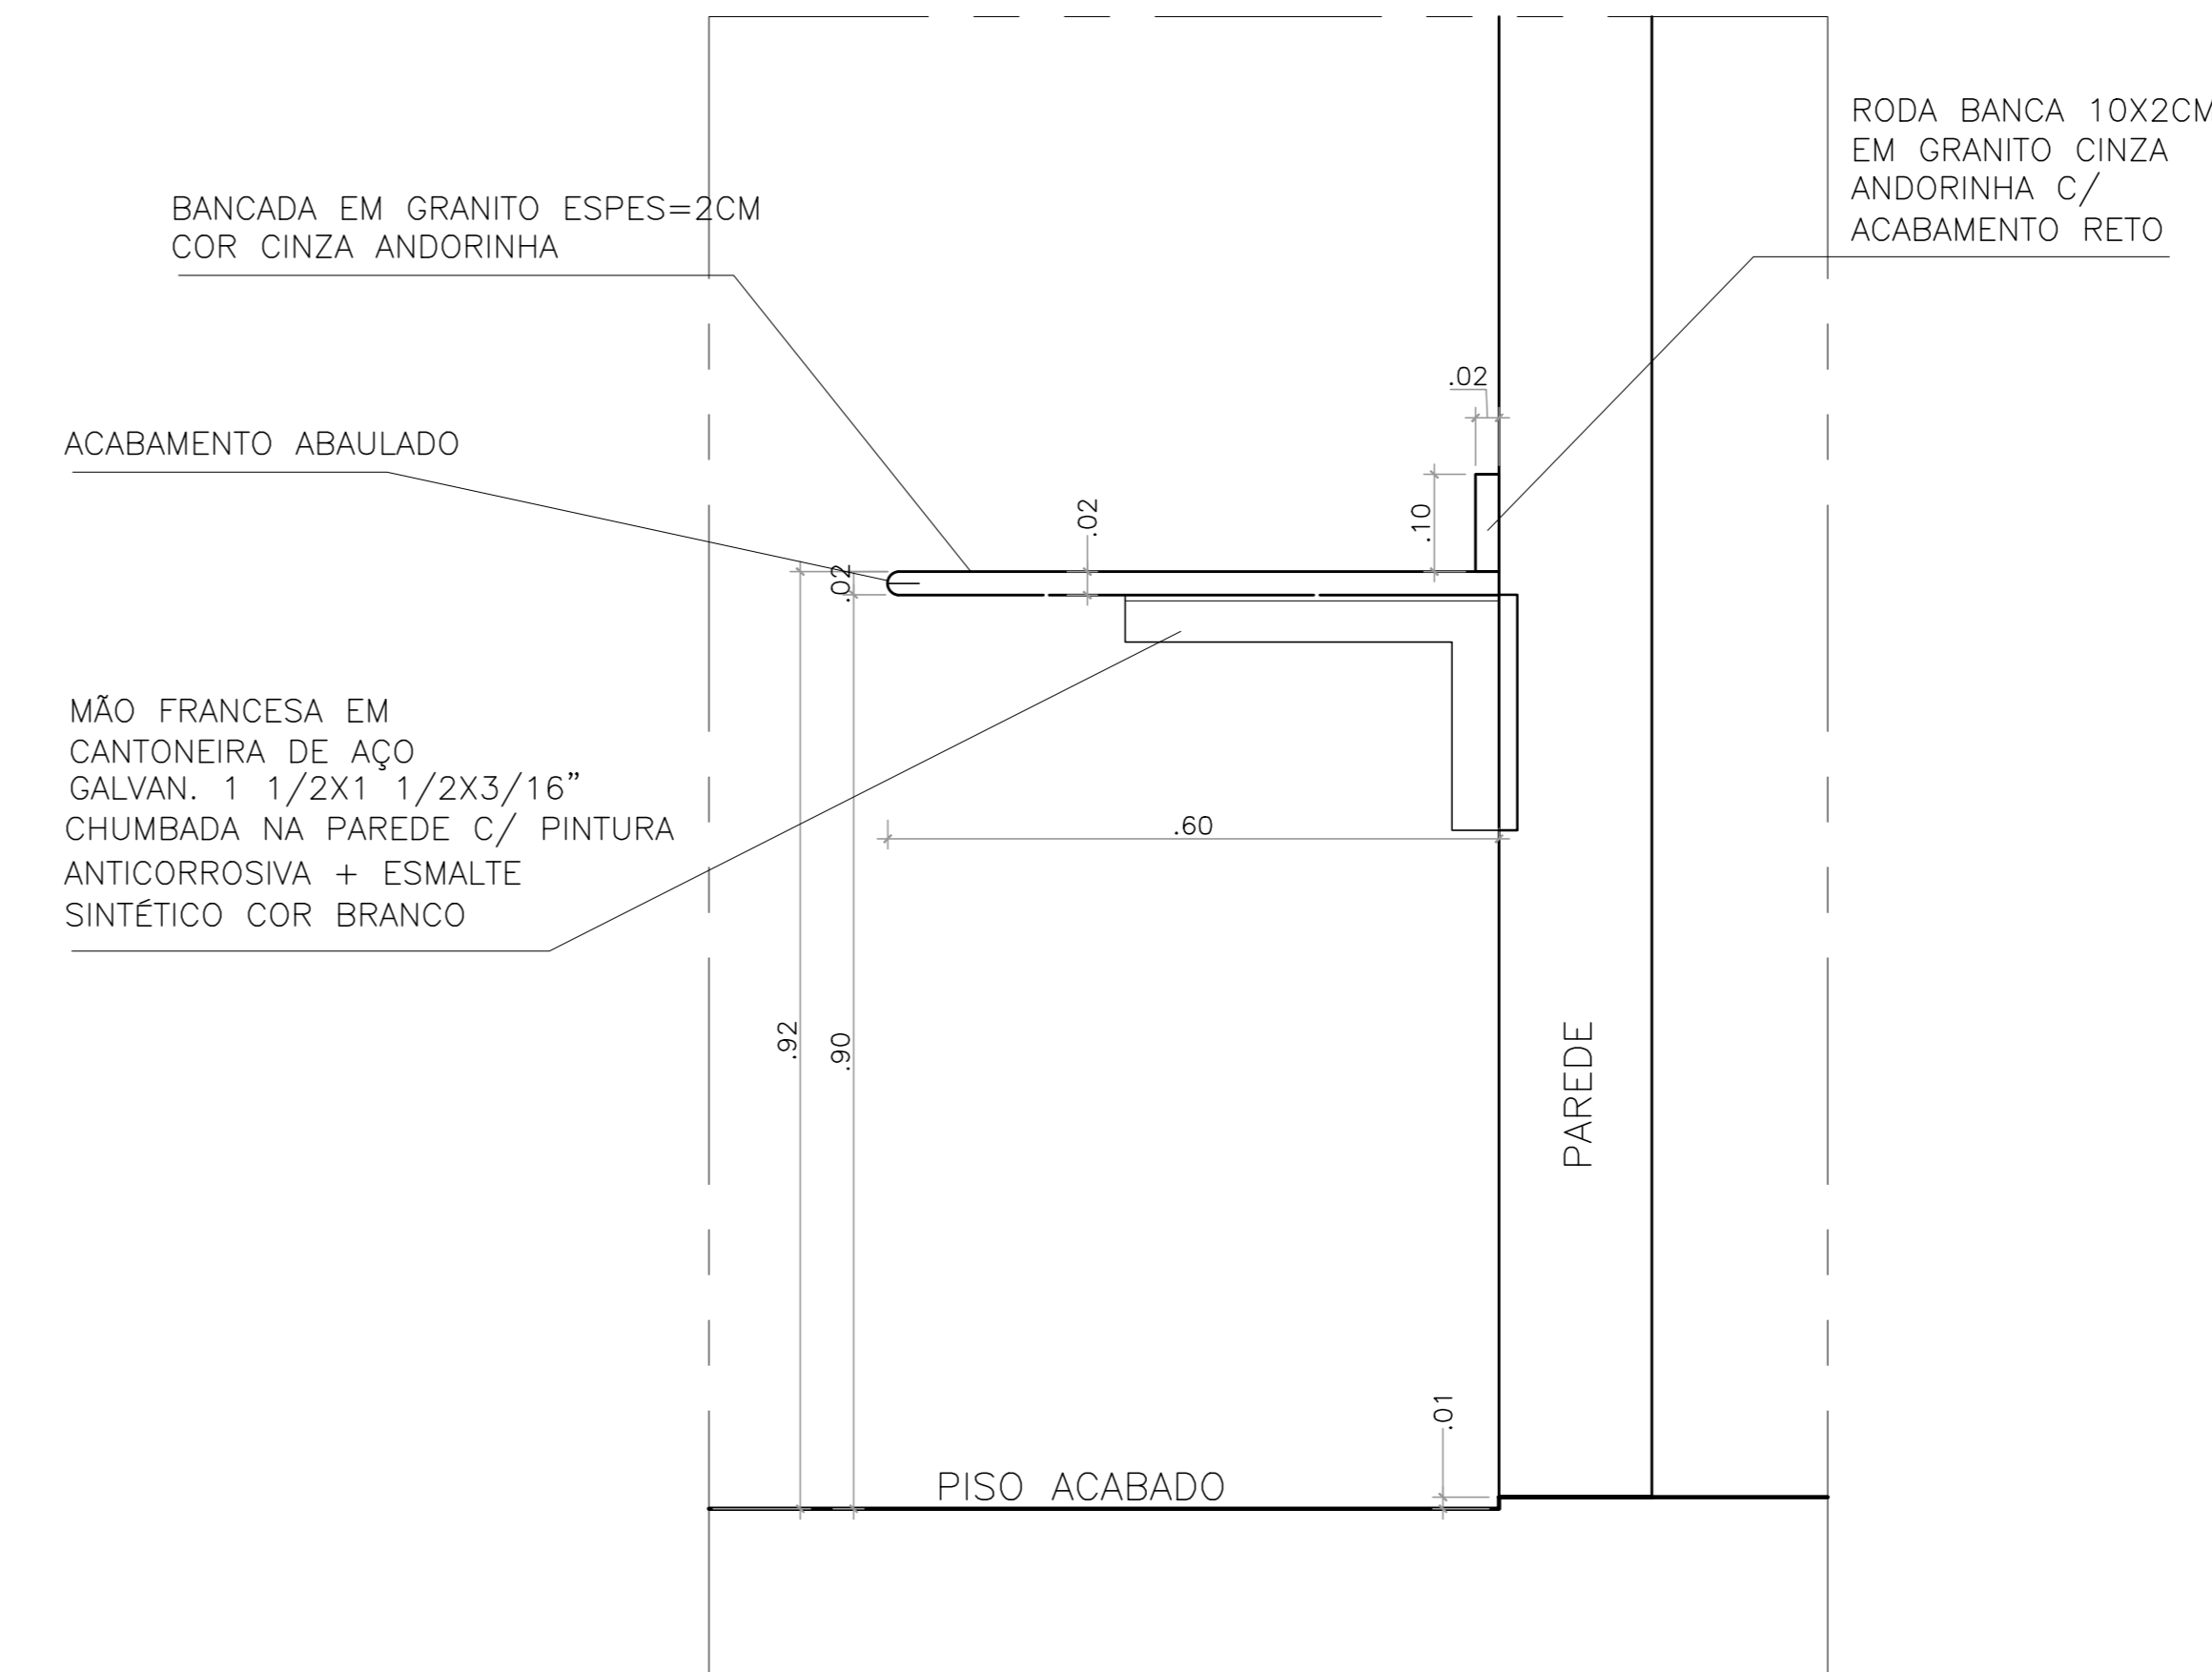 RODA BANCA 10X2CM
EM GRANITO CINZA
ANDORINHA C/
ACABAMENTO RETO
BANCADA EM GRANITO ESPES=2CM
COR CINZA ANDORINHA
.02
ACABAMENTO ABAULADO
.02
.10
.02
MÃO FRANCESA EM
CANTONEIRA DE AÇO
GALVAN. 1 1/2X1 1/2X3/16”
CHUMBADA NA PAREDE C/ PINTURA
ANTICORROSIVA + ESMALTE
SINTÉTICO COR BRANCO
.60
.92
.90
PAREDE
.01
PISO ACABADO